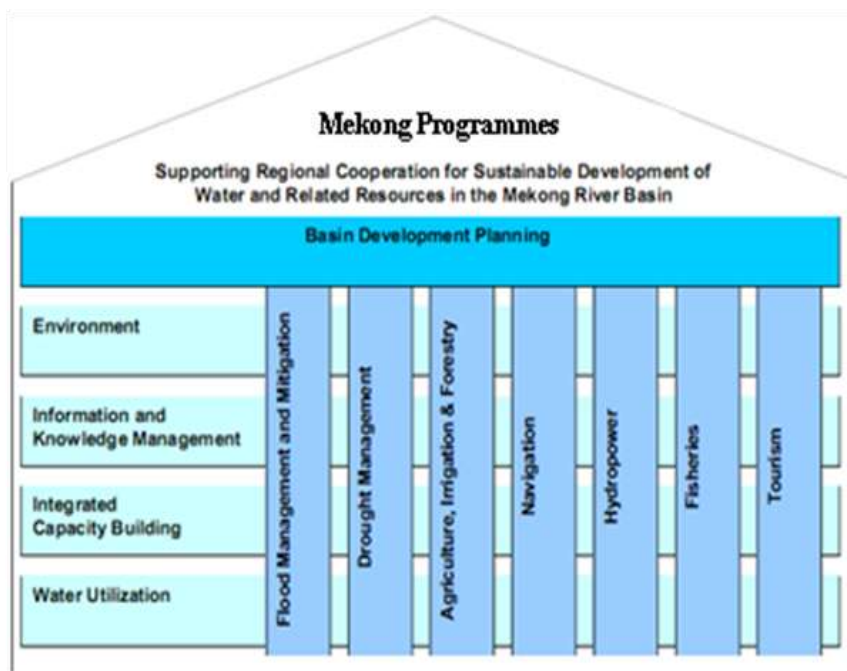 Mekong Programmes
Supporting Regional Cooperation for Sustainable Development of
Water and Related Resources in the Mekong River Basin
Basin Development Planning
Environment
Information and
Knowledge Management
Integrated
Capacity Building
Water Utilization
Flood Management and Mitigation
Drought Management
Agriculture, Irrigation & Forestry
Navigation
Hydropower
Fisheries
Tourism